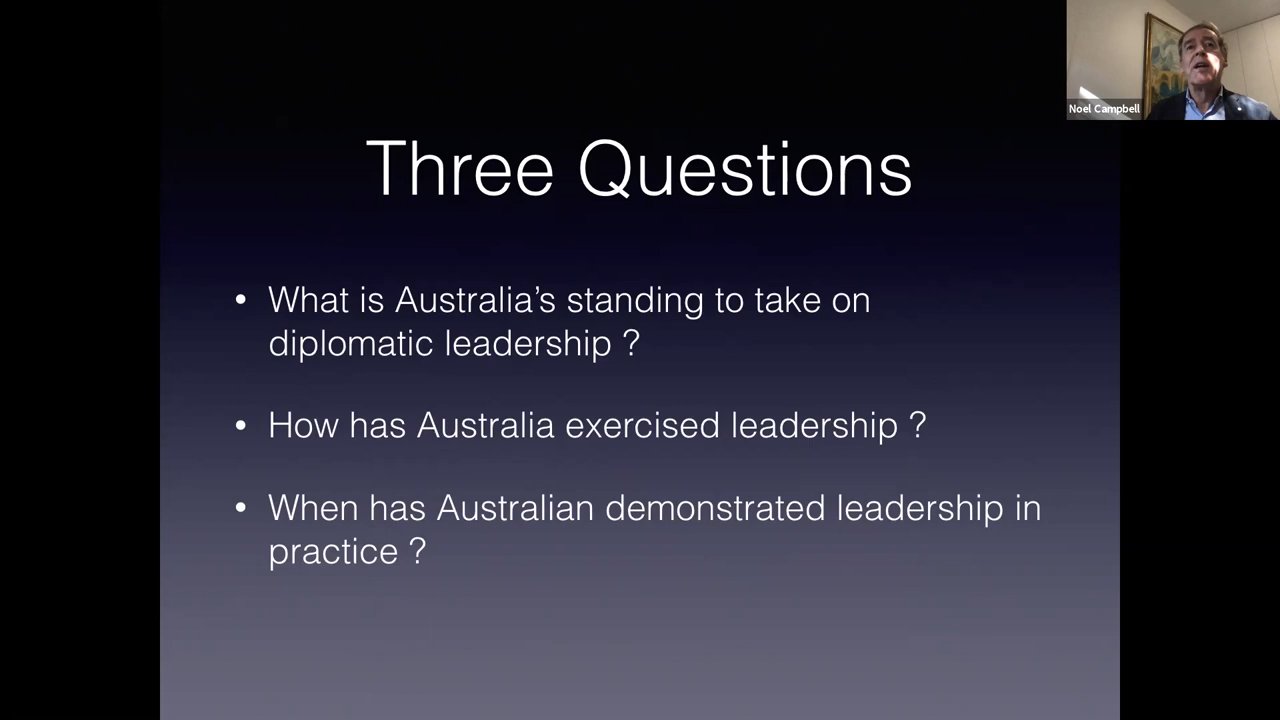 Noel Campbell
Three Questions
• What is Australia’s standing to take on
diplomatic leadership ?
• How has Australia exercised leadership ?
• When has Australian demonstrated leadership in
practice ?